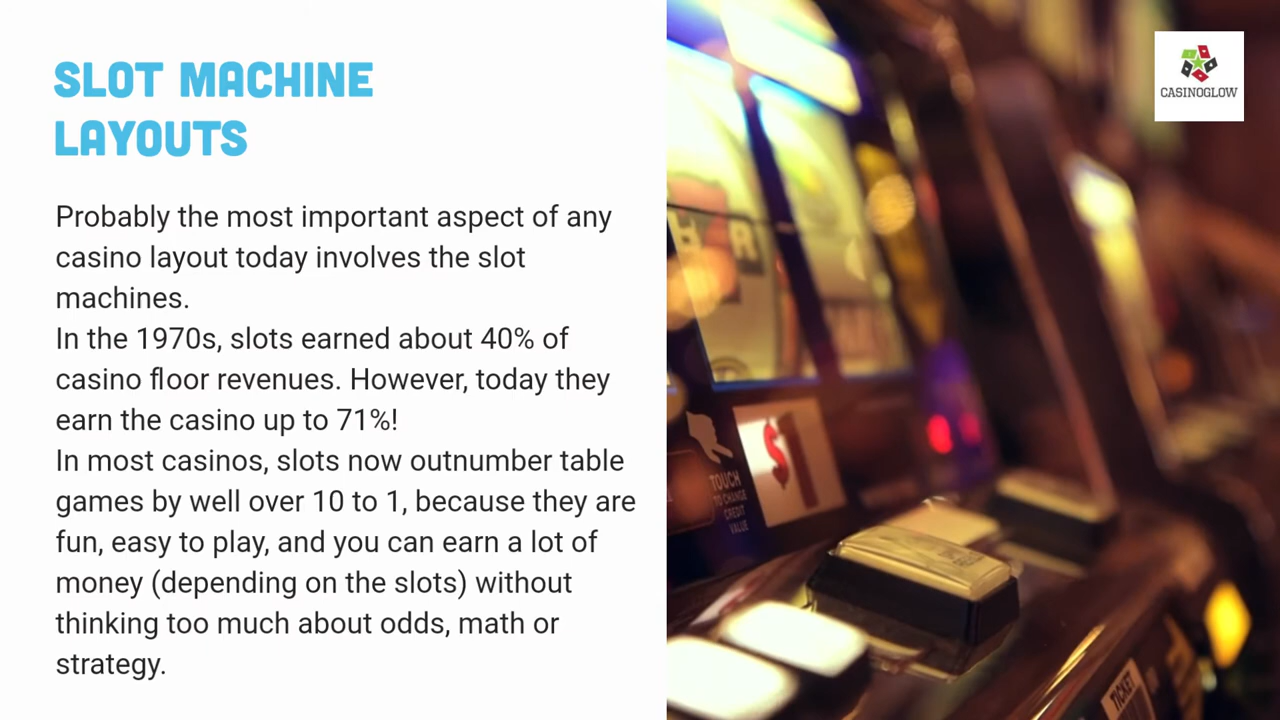 SLOT MACHINE
LAYOUTS
Probably the most important aspect of any
casino layout today involves the slot
machines.
In the 1970s, slots earned about 40% of
casino floor revenues. However, today they
earn the casino up to 71%!
In most casinos, slots now outnumber table
games by well over 10 to 1, because they are
fun, easy to play, and you can earn a lot of
money (depending on the slots) without
thinking too much about odds, math or
strategy.
CASINOGLOW
$1
TOUCH
TO CHANGE
CREDIT
VALUE
TICKET